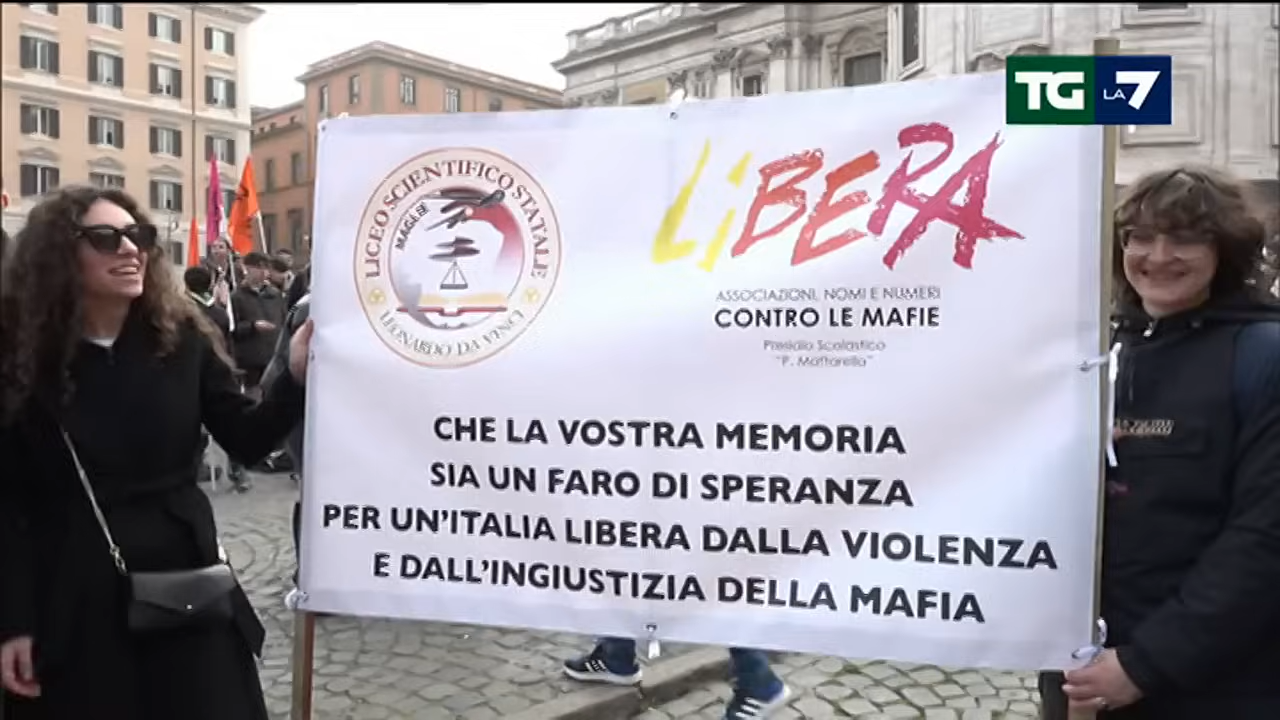 TG LA7
LICEO SCIENTIFICO STATALE
LEONARDO DA VINCI
MAGLIE
LiBERA
ASSOCIAZIONI, NOMI E NUMERI
CONTRO LE MAFIE
Presidio Scolastico
"P. Mattarella"
CHE LA VOSTRA MEMORIA
SIA UN FARO DI SPERANZA
PER UN'ITALIA LIBERA DALLA VIOLENZA
E DALL'INGIUSTIZIA DELLA MAFIA